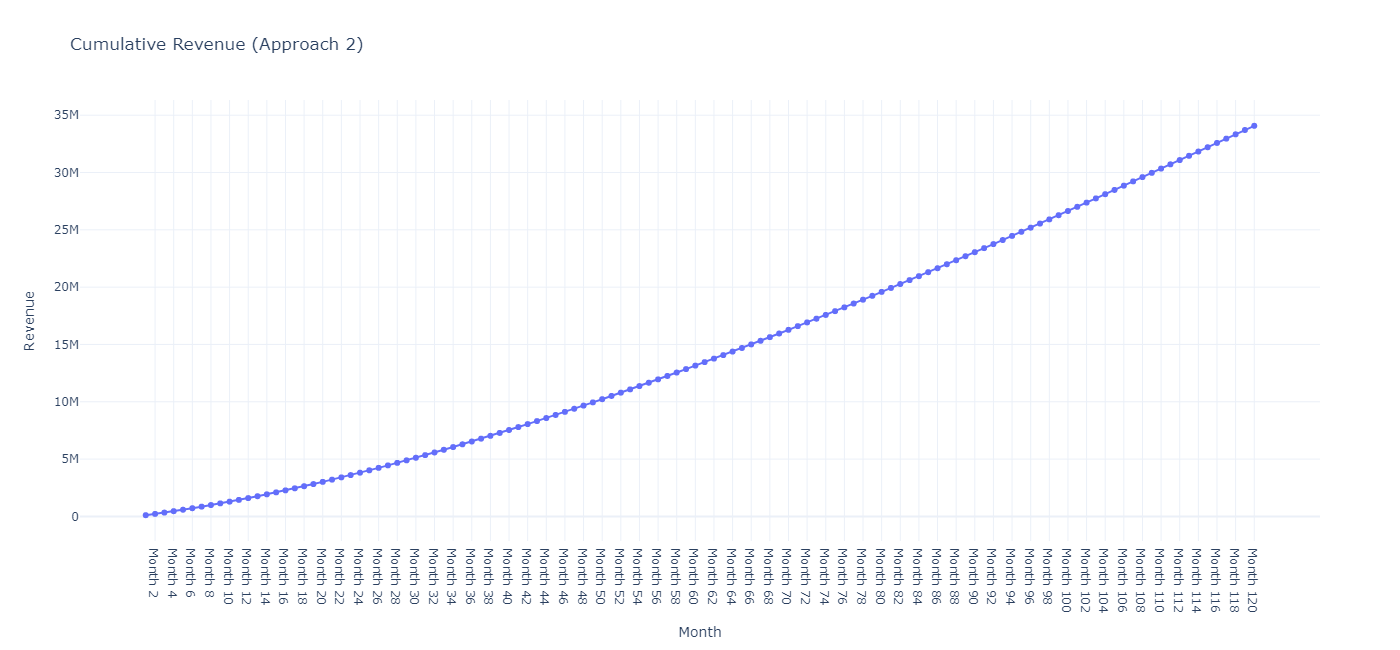 Cumulative Revenue (Approach 2)
35M
30M
25M
20M
15M
10M
5M
0
Revenue
Month 2
Month 4
Month 6
Month 8
Month 10
Month 12
Month 14
Month 16
Month 18
Month 20
Month 22
Month 24
Month 26
Month 28
Month 30
Month 32
Month 34
Month 36
Month 38
Month 40
Month 42
Month 44
Month 46
Month 48
Month 50
Month 52
Month 54
Month 56
Month 58
Month 60
Month 62
Month 64
Month 66
Month 68
Month 70
Month 72
Month 74
Month 76
Month 78
Month 80
Month 82
Month 84
Month 86
Month 88
Month 90
Month 92
Month 94
Month 96
Month 98
Month 100
Month 102
Month 104
Month 106
Month 108
Month 110
Month 112
Month 114
Month 116
Month 118
Month 120
Month